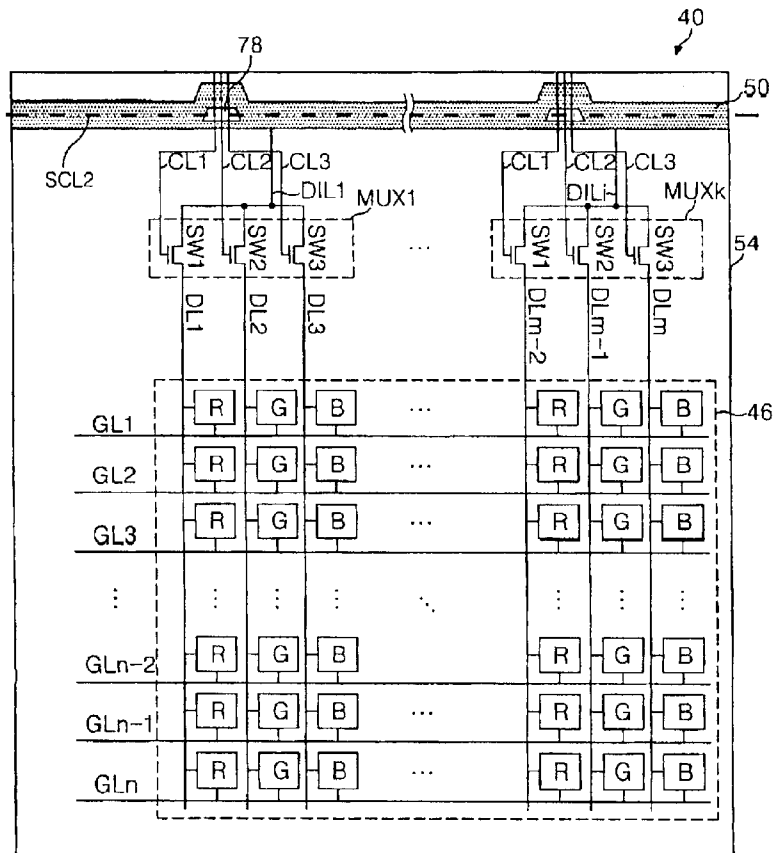 40
78
50
SCL2
CL1 CL2 CL3 CL1 CL2 CL3
DIL1 DILi
MUX1 MUXk
SW1 SW2 SW3 ... SW1 SW2 SW3
54
DL1 DL2 DL3 DLm-2 DLm-1 DLm
46
GL1 R G B ... R G B
GL2 R G B ... R G B
GL3 R G B ... R G B
GLn-2 R G B R G B
GLn-1 R G B ... R G B
GLn R G B ... R G B